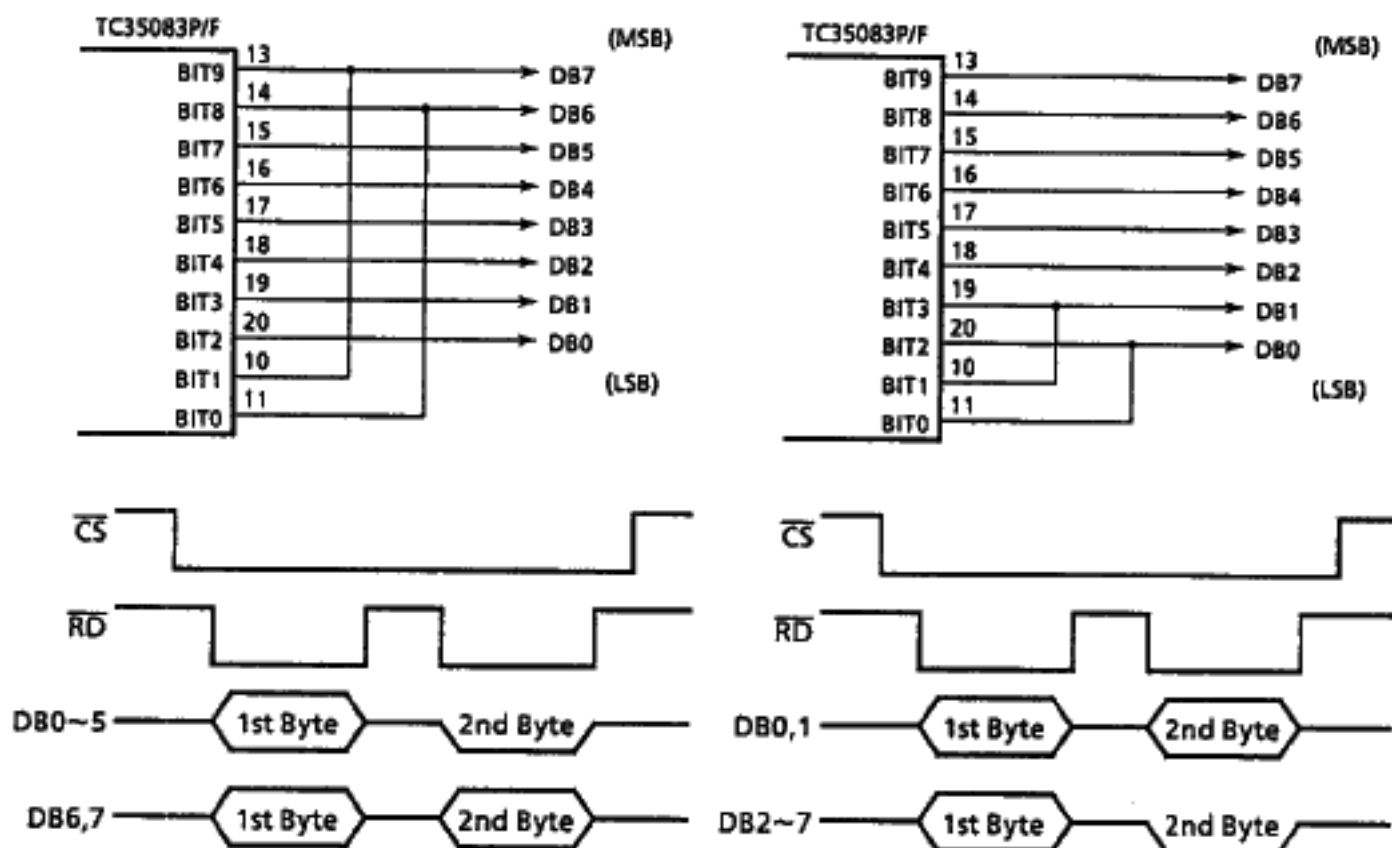 TC35083P/F
(MSB)
BIT9 13 DB7
BIT8 14 DB6
BIT7 15 DB5
BIT6 16 DB4
BIT5 17 DB3
BIT4 18 DB2
BIT3 19 DB1
BIT2 20 DB0
BIT1 10
(LSB)
BIT0 11
CS
RD
DB0~5 1st Byte 2nd Byte
DB6,7 1st Byte 2nd Byte
TC35083P/F
(MSB)
BIT9 13 DB7
BIT8 14 DB6
BIT7 15 DB5
BIT6 16 DB4
BIT5 17 DB3
BIT4 18 DB2
BIT3 19 DB1
BIT2 20 DB0
BIT1 10
(LSB)
BIT0 11
CS
RD
DB0,1 1st Byte 2nd Byte
DB2~7 1st Byte 2nd Byte